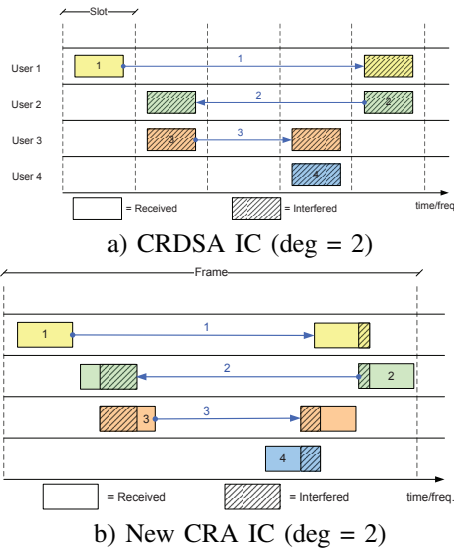 Slot
User 1
1
1
User 2
2
2
User 3
3
3
User 4
4
= Received
= Interfered
time/freq.
a) CRDSA IC (deg = 2)
Frame
1
1
2
2
3
3
4
= Received
= Interfered
time/freq.
b) New CRA IC (deg = 2)